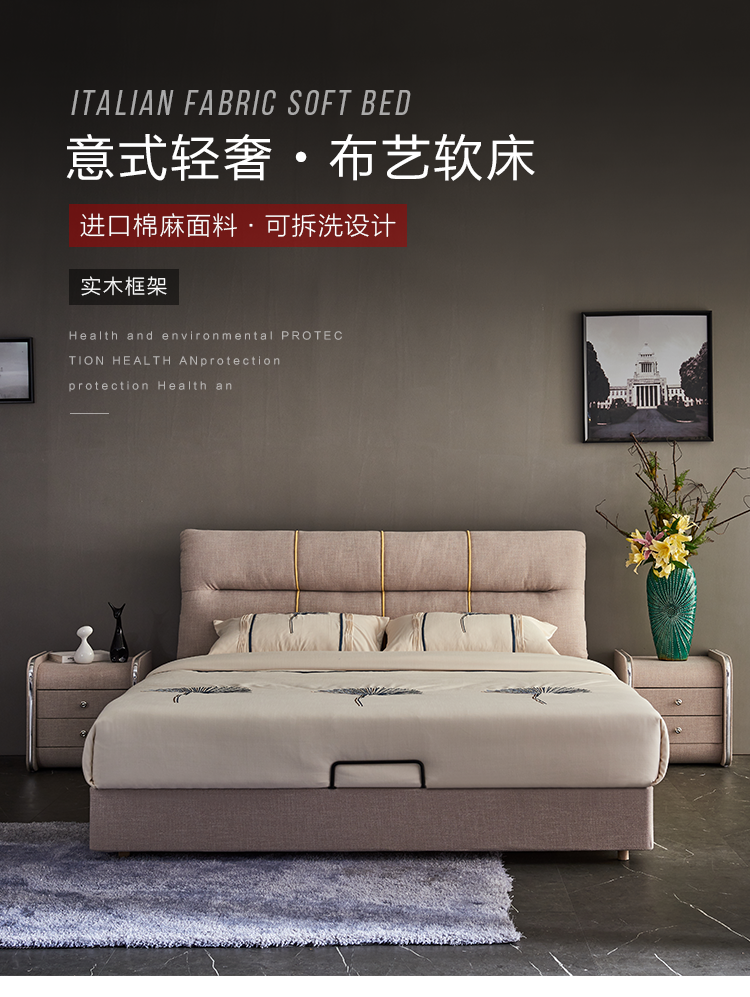 ITALIAN FABRIC SOFT BED
意式轻奢·布艺软床
进口棉麻面料·可拆洗设计
实木框架
Health and environmental PROTEC
TION HEALTH ANprotection
protection Health an